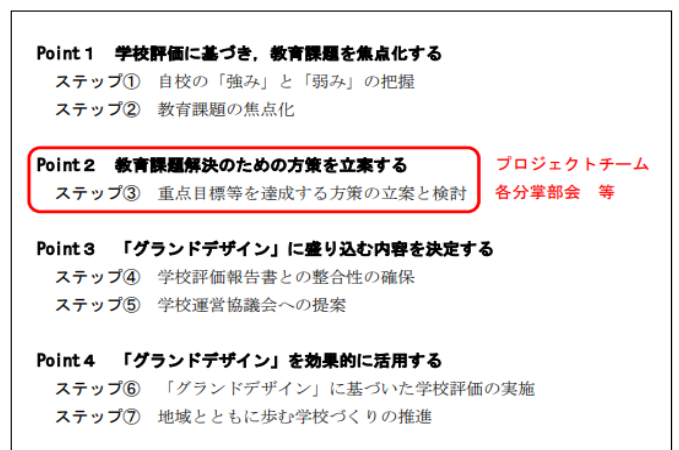 Point1 学校評価に基づき，教育課題を焦点化する
ステップ① 自校の「強み」と「弱み」の把握
ステップ② 教育課題の焦点化
Point2 教育課題解決のための方策を立案する
ステップ③ 重点目標等を達成する方策の立案と検討
プロジェクトチーム
各分掌部会　等
Point3 「グランドデザイン」に盛り込む内容を決定する
ステップ④ 学校評価報告書との整合性の確保
ステップ⑤ 学校運営協議会への提案
Point4 「グランドデザイン」を効果的に活用する
ステップ⑥ 「グランドデザイン」に基づいた学校評価の実施
ステップ⑦ 地域とともに歩む学校づくりの推進